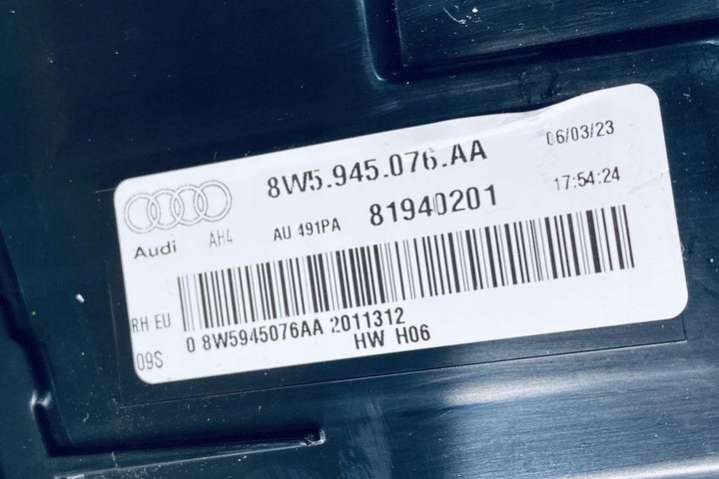 8W5.945.076.AA
06/03/23
Audi
AH4
AU 491PA
81940201
17:54:24
RH EU
09S
0 8W5945076AA 2011312
HW H06